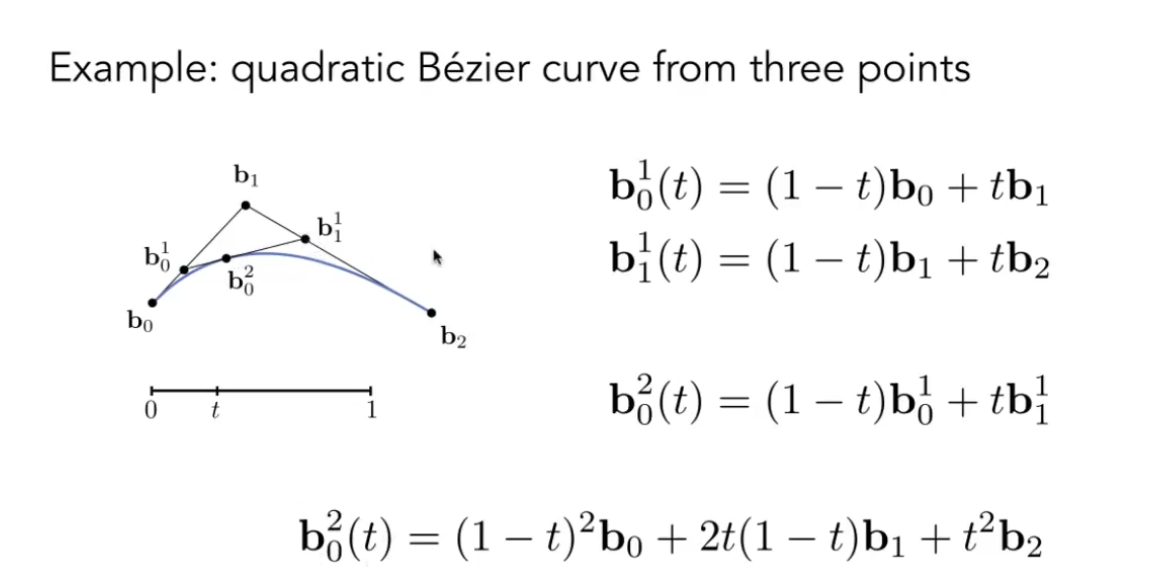 Example: quadratic Bézier curve from three points
b₁
b₁¹
b₀¹
b₀²
b₀
b₂
0 t 1
b₀¹(t) = (1 − t)b₀ + tb₁
b₁¹(t) = (1 − t)b₁ + tb₂
b₀²(t) = (1 − t)b₀¹ + tb₁¹
b₀²(t) = (1 − t)²b₀ + 2t(1 − t)b₁ + t²b₂